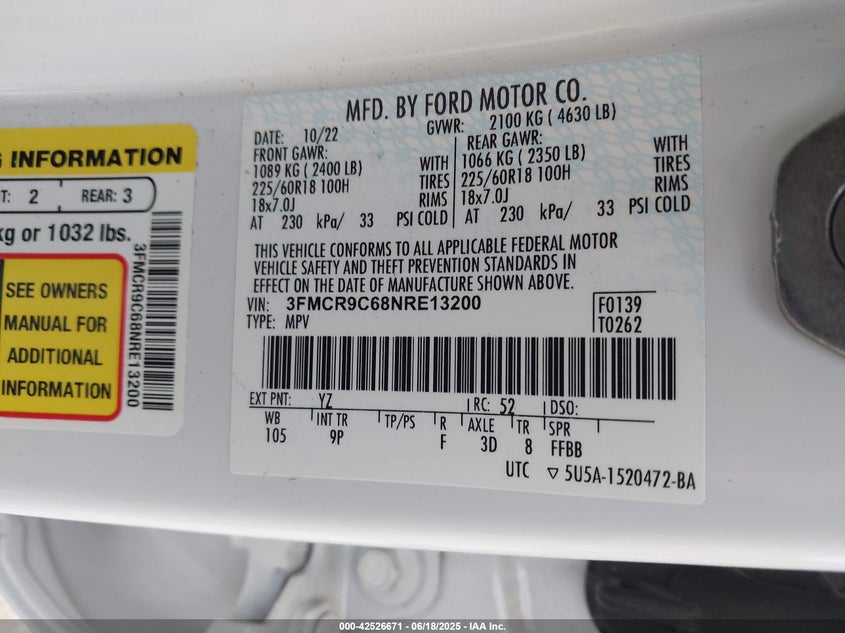 MFD. BY FORD MOTOR CO.
DATE: 10/22 GVWR: 2100 KG ( 4630 LB)
FRONT GAWR: REAR GAWR: WITH
1089 KG ( 2400 LB) WITH 1066 KG ( 2350 LB) TIRES
225/60R18 100H TIRES 225/60R18 100H RIMS
18x7.0J RIMS 18x7.0J
AT 230 kPa/ 33 PSI COLD AT 230 kPa/ 33 PSI COLD
THIS VEHICLE CONFORMS TO ALL APPLICABLE FEDERAL MOTOR
VEHICLE SAFETY AND THEFT PREVENTION STANDARDS IN
EFFECT ON THE DATE OF MANUFACTURE SHOWN ABOVE.
VIN: 3FMCR9C68NRE13200 F0139
TYPE: MPV T0262
EXT PNT: YZ RC: 52 DSO:
WB INT TR TP/PS R AXLE TR SPR
105 9P F 3D 8 FFBB
UTC ▽ 5U5A-1520472-BA
G INFORMATION
T: 2 REAR: 3
kg or 1032 lbs.
SEE OWNERS
MANUAL FOR
ADDITIONAL
INFORMATION
3FMCR9C68NRE13200
000-42526671 - 06/18/2025 - IAA Inc.